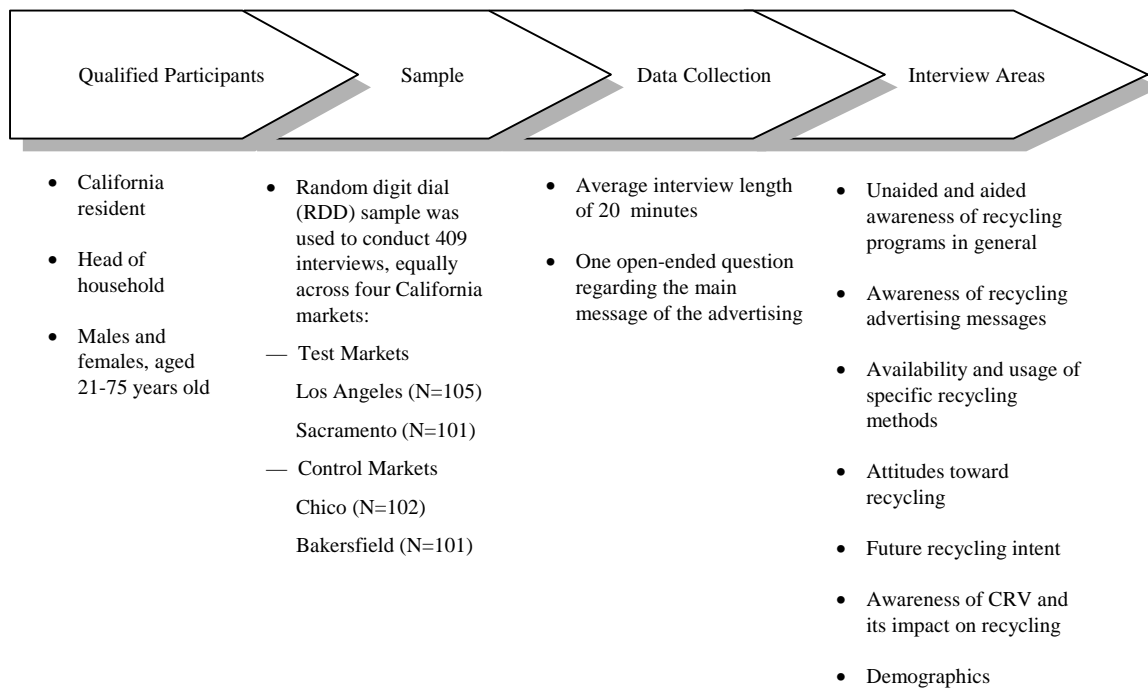 Qualified Participants
Sample
Data Collection
Interview Areas
• California
resident
• Head of
household
• Males and
females, aged
21-75 years old
• Random digit dial
(RDD) sample was
used to conduct 409
interviews, equally
across four California
markets:
— Test Markets
Los Angeles (N=105)
Sacramento (N=101)
— Control Markets
Chico (N=102)
Bakersfield (N=101)
• Average interview length
of 20 minutes
• One open-ended question
regarding the main
message of the advertising
• Unaided and aided
awareness of recycling
programs in general
• Awareness of recycling
advertising messages
• Availability and usage of
specific recycling
methods
• Attitudes toward
recycling
• Future recycling intent
• Awareness of CRV and
its impact on recycling
• Demographics